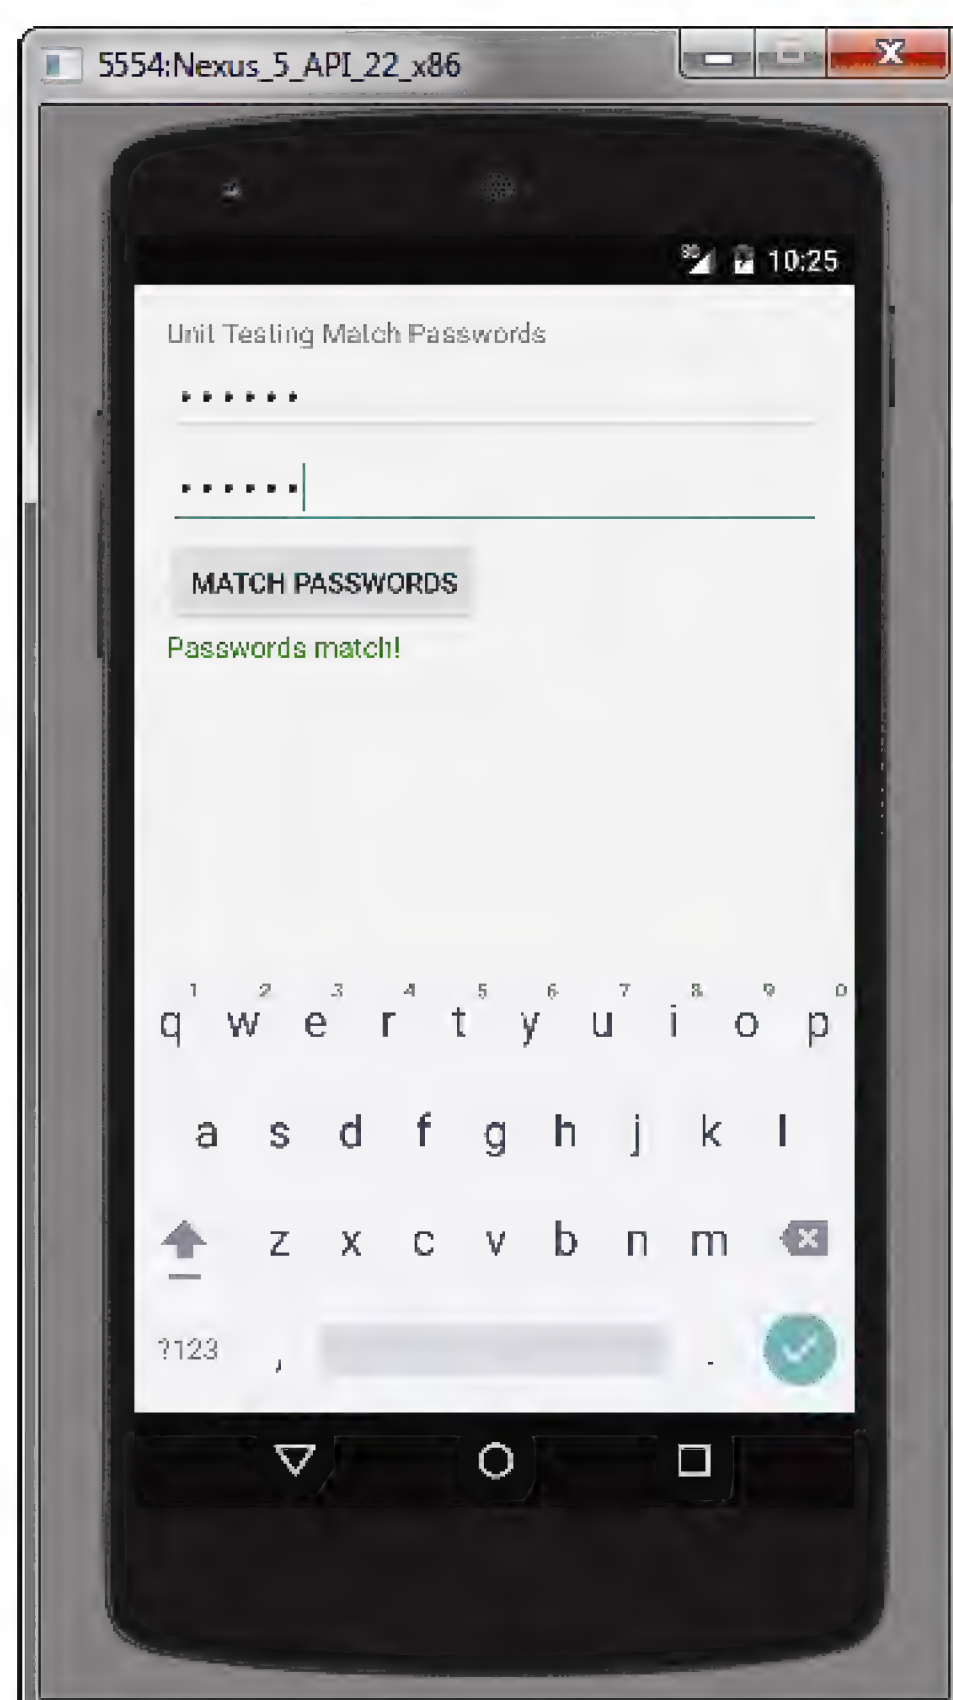 5554:Nexus_5_API_22_x86
3G 10:25
Unit Testing Match Passwords
••••••
••••••
MATCH PASSWORDS
Passwords match!
1 2 3 4 5 6 7 8 9 0
q w e r t y u i o p
a s d f g h j k l
z x c v b n m
?123 , .